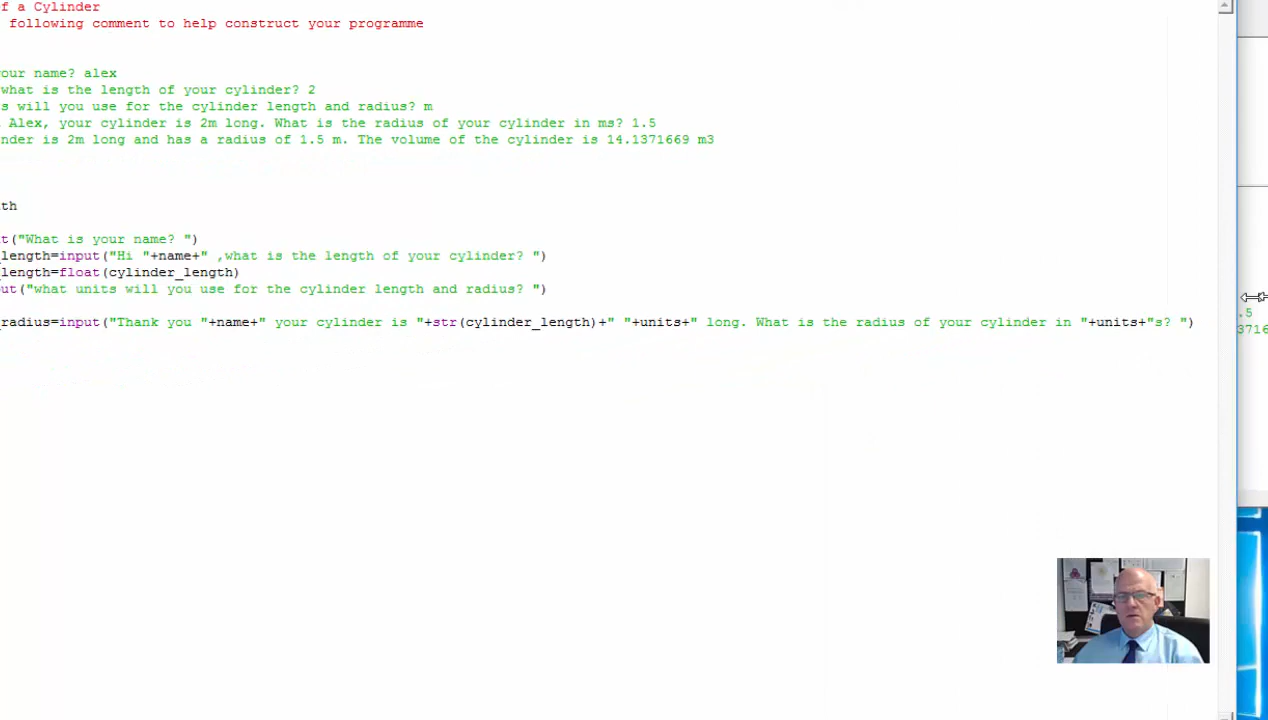 f a Cylinder
following comment to help construct your programme
our name? alex
what is the length of your cylinder? 2
s will you use for the cylinder length and radius? m
Alex, your cylinder is 2m long. What is the radius of your cylinder in ms? 1.5
nder is 2m long and has a radius of 1.5 m. The volume of the cylinder is 14.1371669 m3
th
t("What is your name? ")
_length=input("Hi "+name+" ,what is the length of your cylinder? ")
_length=float(cylinder_length)
ut("what units will you use for the cylinder length and radius? ")
radius=input("Thank you "+name+" your cylinder is "+str(cylinder_length)+" "+units+" long. What is the radius of your cylinder in "+units+"s? ")
.5
3716